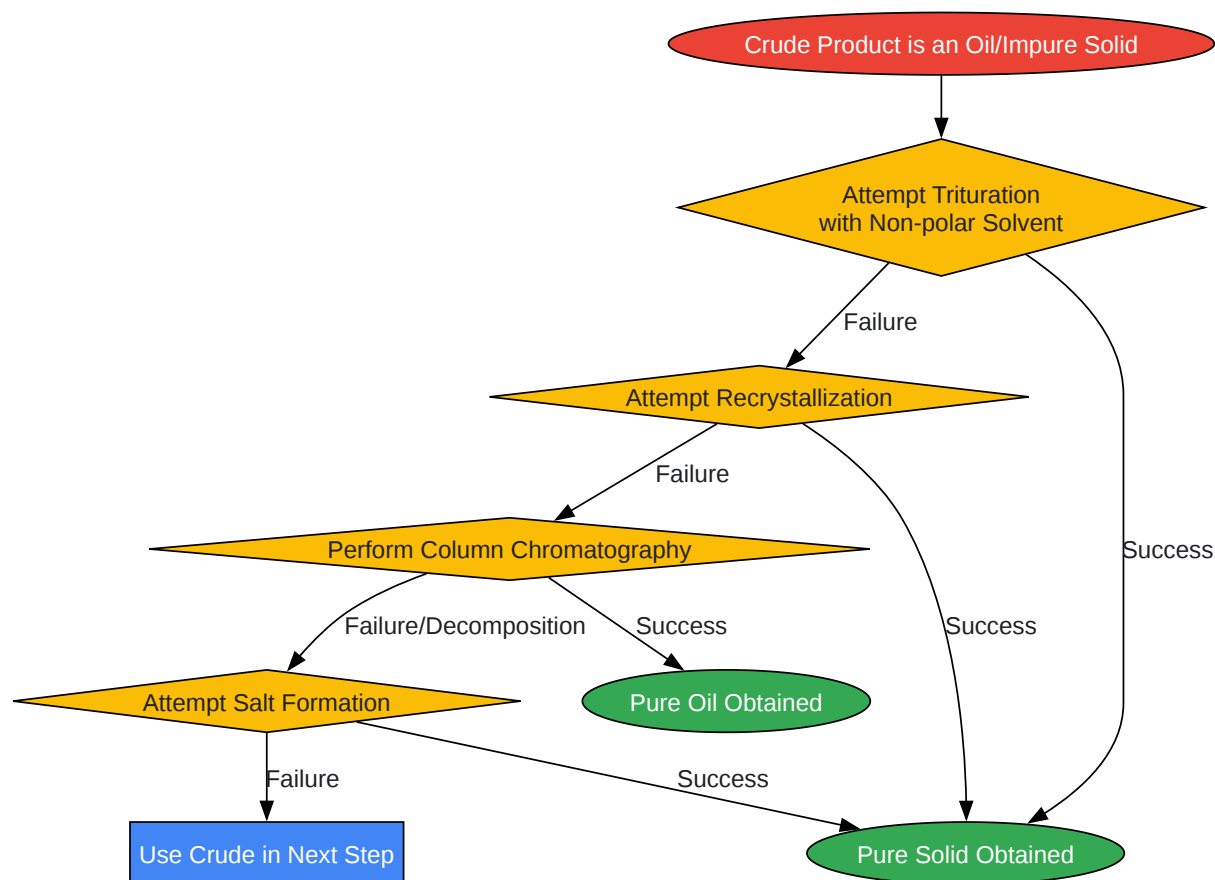 Crude Product is an Oil/Impure Solid
Attempt Trituration
with Non-polar Solvent
Failure
Attempt Recrystallization
Failure
Perform Column Chromatography
Success
Failure/Decomposition
Success
Success
Attempt Salt Formation
Pure Oil Obtained
Failure
Success
Use Crude in Next Step
Pure Solid Obtained